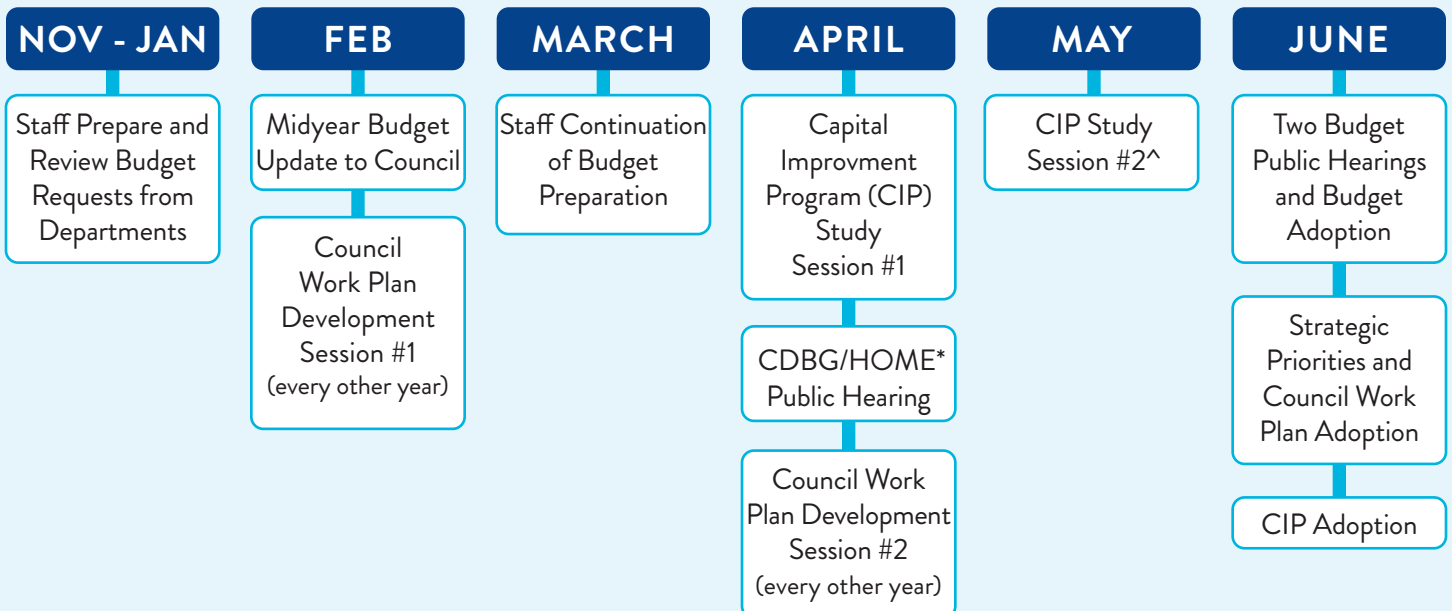 NOV - JAN
Staff Prepare and
Review Budget
Requests from
Departments
FEB
Midyear Budget
Update to Council
Council
Work Plan
Development
Session #1
(every other year)
MARCH
Staff Continuation
of Budget
Preparation
APRIL
Capital
Improvment
Program (CIP)
Study
Session #1
CDBG/HOME*
Public Hearing
Council Work
Plan Development
Session #2
(every other year)
MAY
CIP Study
Session #2^
JUNE
Two Budget
Public Hearings
and Budget
Adoption
Strategic
Priorities and
Council Work
Plan Adoption
CIP Adoption